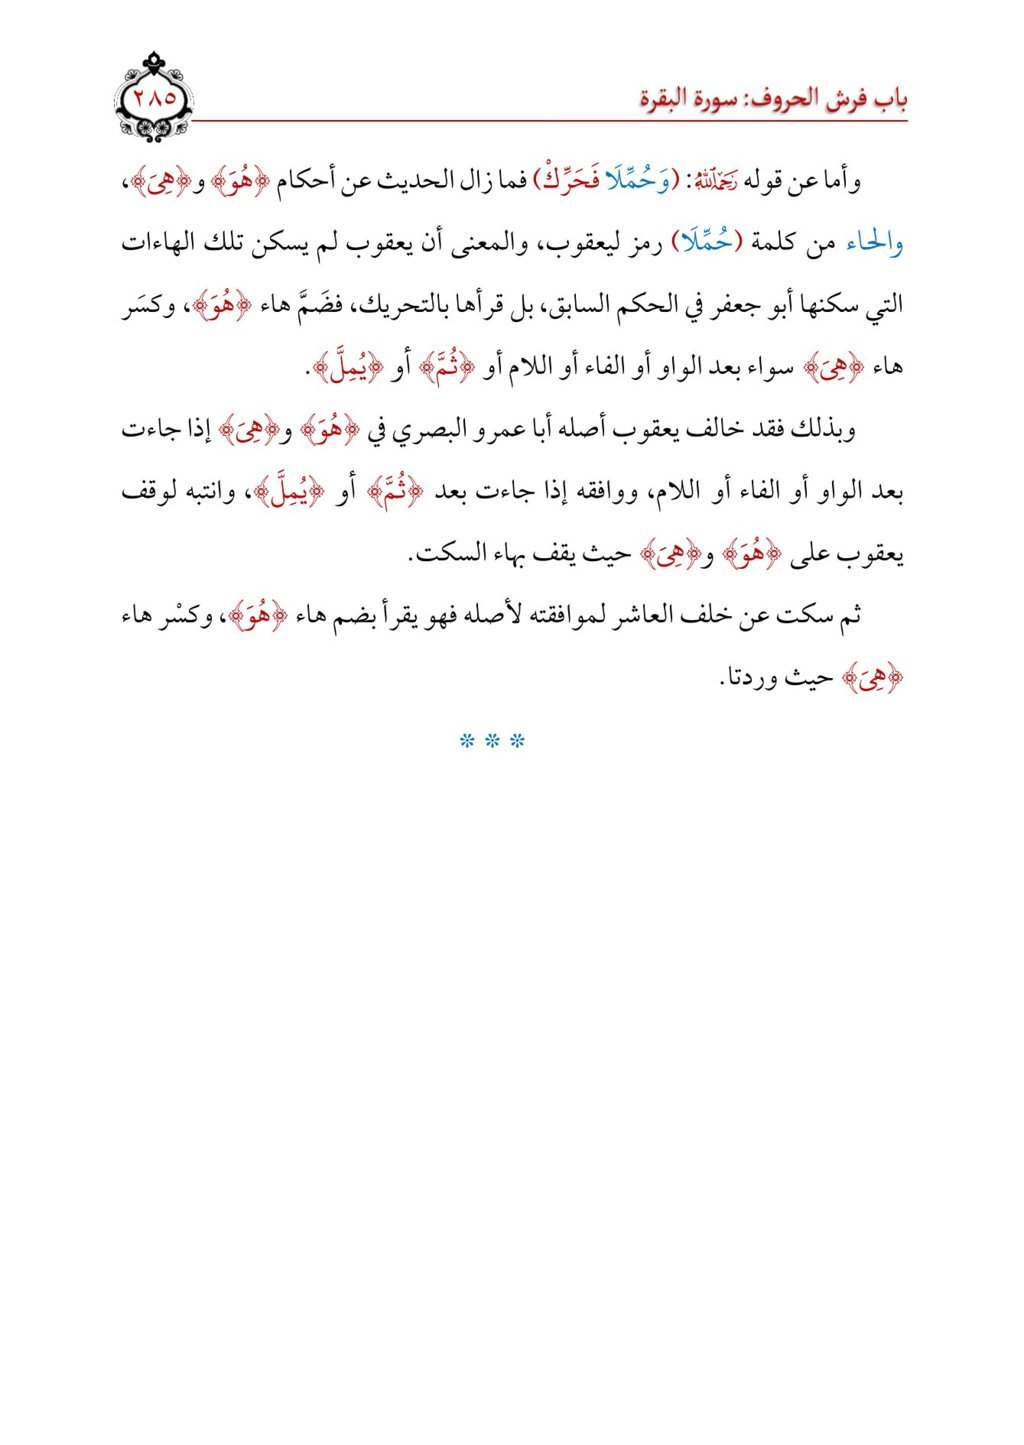 باب فرش الحروف: سورة البقرة
٢٨٥
وأما عن قوله رَحِمَهُ ٱللَّهُ: (وَحُمِّلَا فَحَرِّكْ) فما زال الحديث عن أحكام ﴿هُوَ﴾ و﴿هِىَ﴾،
والحاء من كلمة (حُمِّلَا) رمز ليعقوب، والمعنى أن يعقوب لم يسكن تلك الهاءات
التي سكنها أبو جعفر في الحكم السابق، بل قرأها بالتحريك، فضَمَّ هاء ﴿هُوَ﴾، وكسَر
هاء ﴿هِىَ﴾ سواء بعد الواو أو الفاء أو اللام أو ﴿ثُمَّ﴾ أو ﴿يُمِلَّ﴾.
وبذلك فقد خالف يعقوب أصله أبا عمرو البصري في ﴿هُوَ﴾ و﴿هِىَ﴾ إذا جاءت
بعد الواو أو الفاء أو اللام، ووافقه إذا جاءت بعد ﴿ثُمَّ﴾ أو ﴿يُمِلَّ﴾، وانتبه لوقف
يعقوب على ﴿هُوَ﴾ و﴿هِىَ﴾ حيث يقف بهاء السكت.
ثم سكت عن خلف العاشر لموافقته لأصله فهو يقرأ بضم هاء ﴿هُوَ﴾، وكسْر هاء
﴿هِىَ﴾ حيث وردتا.
* * *